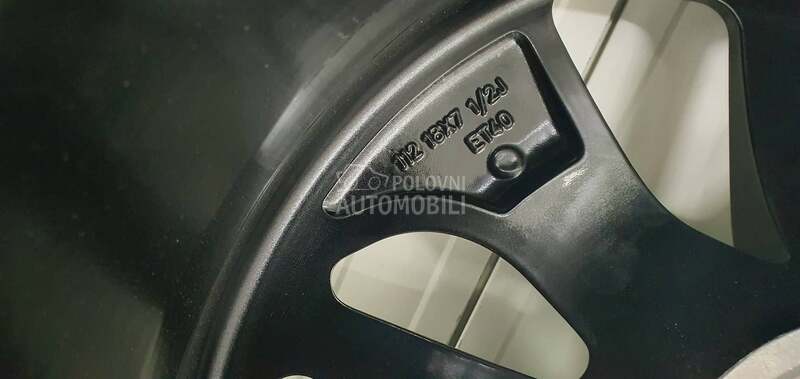 112 18X7 1/2J
ET40
POLOVNI
AUTOMOBILI